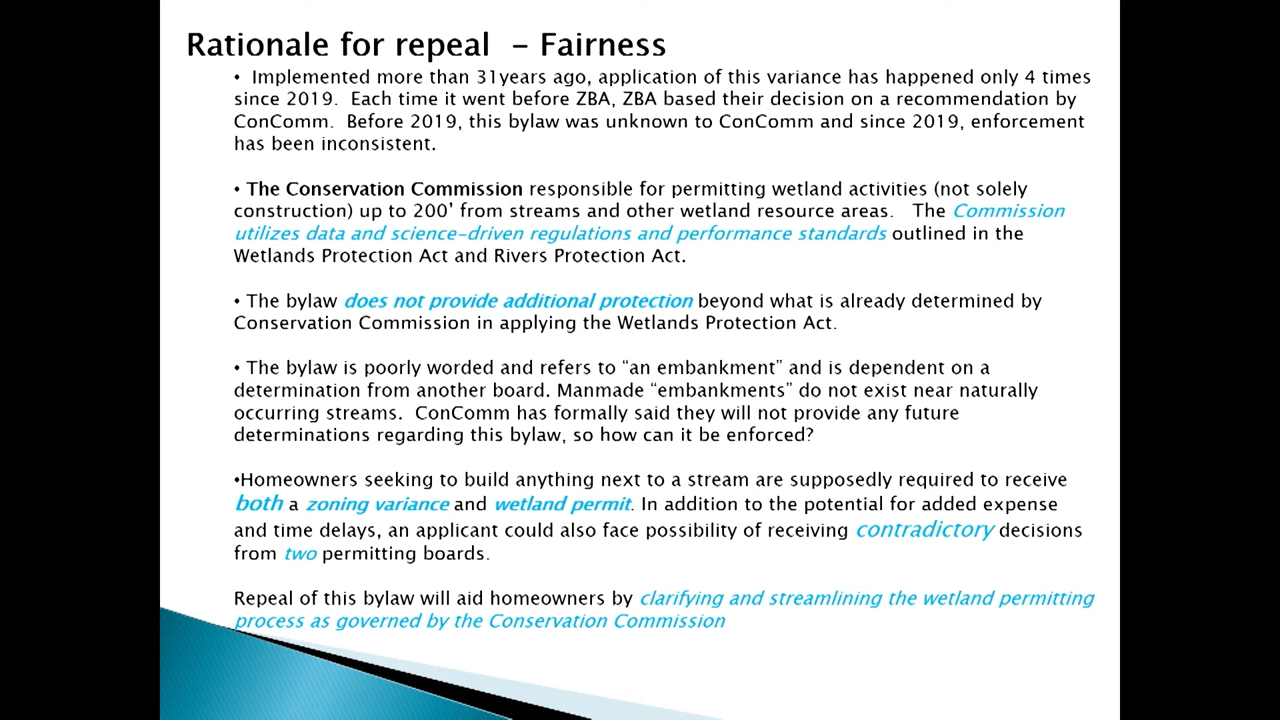 Rationale for repeal  – Fairness
•  Implemented more than 31years ago, application of this variance has happened only 4 times
since 2019.  Each time it went before ZBA, ZBA based their decision on a recommendation by
ConComm.  Before 2019, this bylaw was unknown to ConComm and since 2019, enforcement
has been inconsistent.
• The Conservation Commission responsible for permitting wetland activities (not solely
construction) up to 200’ from streams and other wetland resource areas.   The Commission
utilizes data and science-driven regulations and performance standards outlined in the
Wetlands Protection Act and Rivers Protection Act.
• The bylaw does not provide additional protection beyond what is already determined by
Conservation Commission in applying the Wetlands Protection Act.
• The bylaw is poorly worded and refers to “an embankment” and is dependent on a
determination from another board. Manmade “embankments” do not exist near naturally
occurring streams.  ConComm has formally said they will not provide any future
determinations regarding this bylaw, so how can it be enforced?
•Homeowners seeking to build anything next to a stream are supposedly required to receive
both a zoning variance and wetland permit. In addition to the potential for added expense
and time delays, an applicant could also face possibility of receiving contradictory decisions
from two permitting boards.
Repeal of this bylaw will aid homeowners by clarifying and streamlining the wetland permitting
process as governed by the Conservation Commission